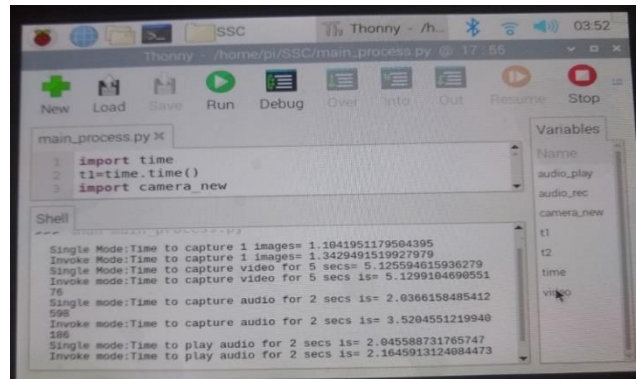 SSC
Thonny - /h...
03:52
Thonny - /home/pi/SSC/main_process.py @ 17 : 55
New
Load
Save
Run
Debug
Over
Into
Out
Resume
Stop
main_process.py ×
1 import time
2 t1=time.time()
3 import camera_new
Variables
Name
audio_play
audio_rec
camera_new
t1
t2
time
video
Shell
Single Mode:Time to capture 1 images= 1.1041951179504395
Invoke Mode:Time to capture 1 images= 1.3429491519927979
Single mode:Time to capture video for 5 secs= 5.125594615936279
Invoke mode:Time to capture video for 5 secs is= 5.1299104690551
76
Single mode:Time to capture audio for 2 secs is= 2.0366158485412
598
Invoke mode:Time to capture audio for 2 secs is= 3.5204551219940
186
Single mode:Time to play audio for 2 secs is= 2.045588731765747
Invoke mode:Time to play audio for 2 secs is= 2.1645913124084473